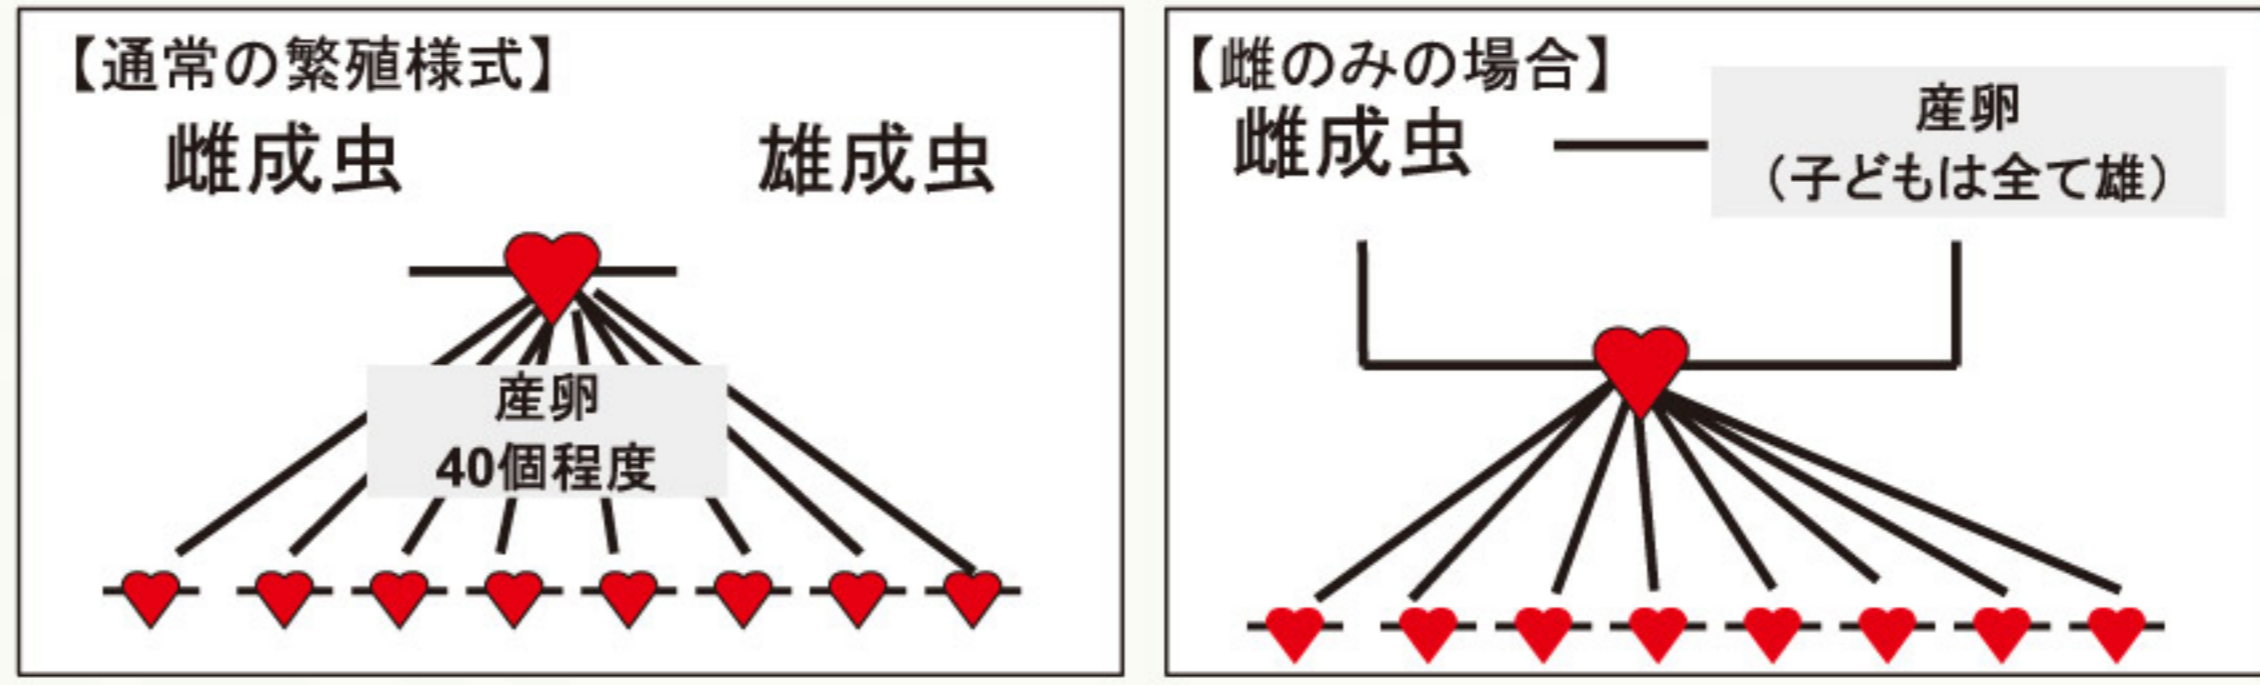 【通常の繁殖様式】
雌成虫 雄成虫
産卵
40個程度
【雌のみの場合】
雌成虫
産卵
（子どもは全て雄）